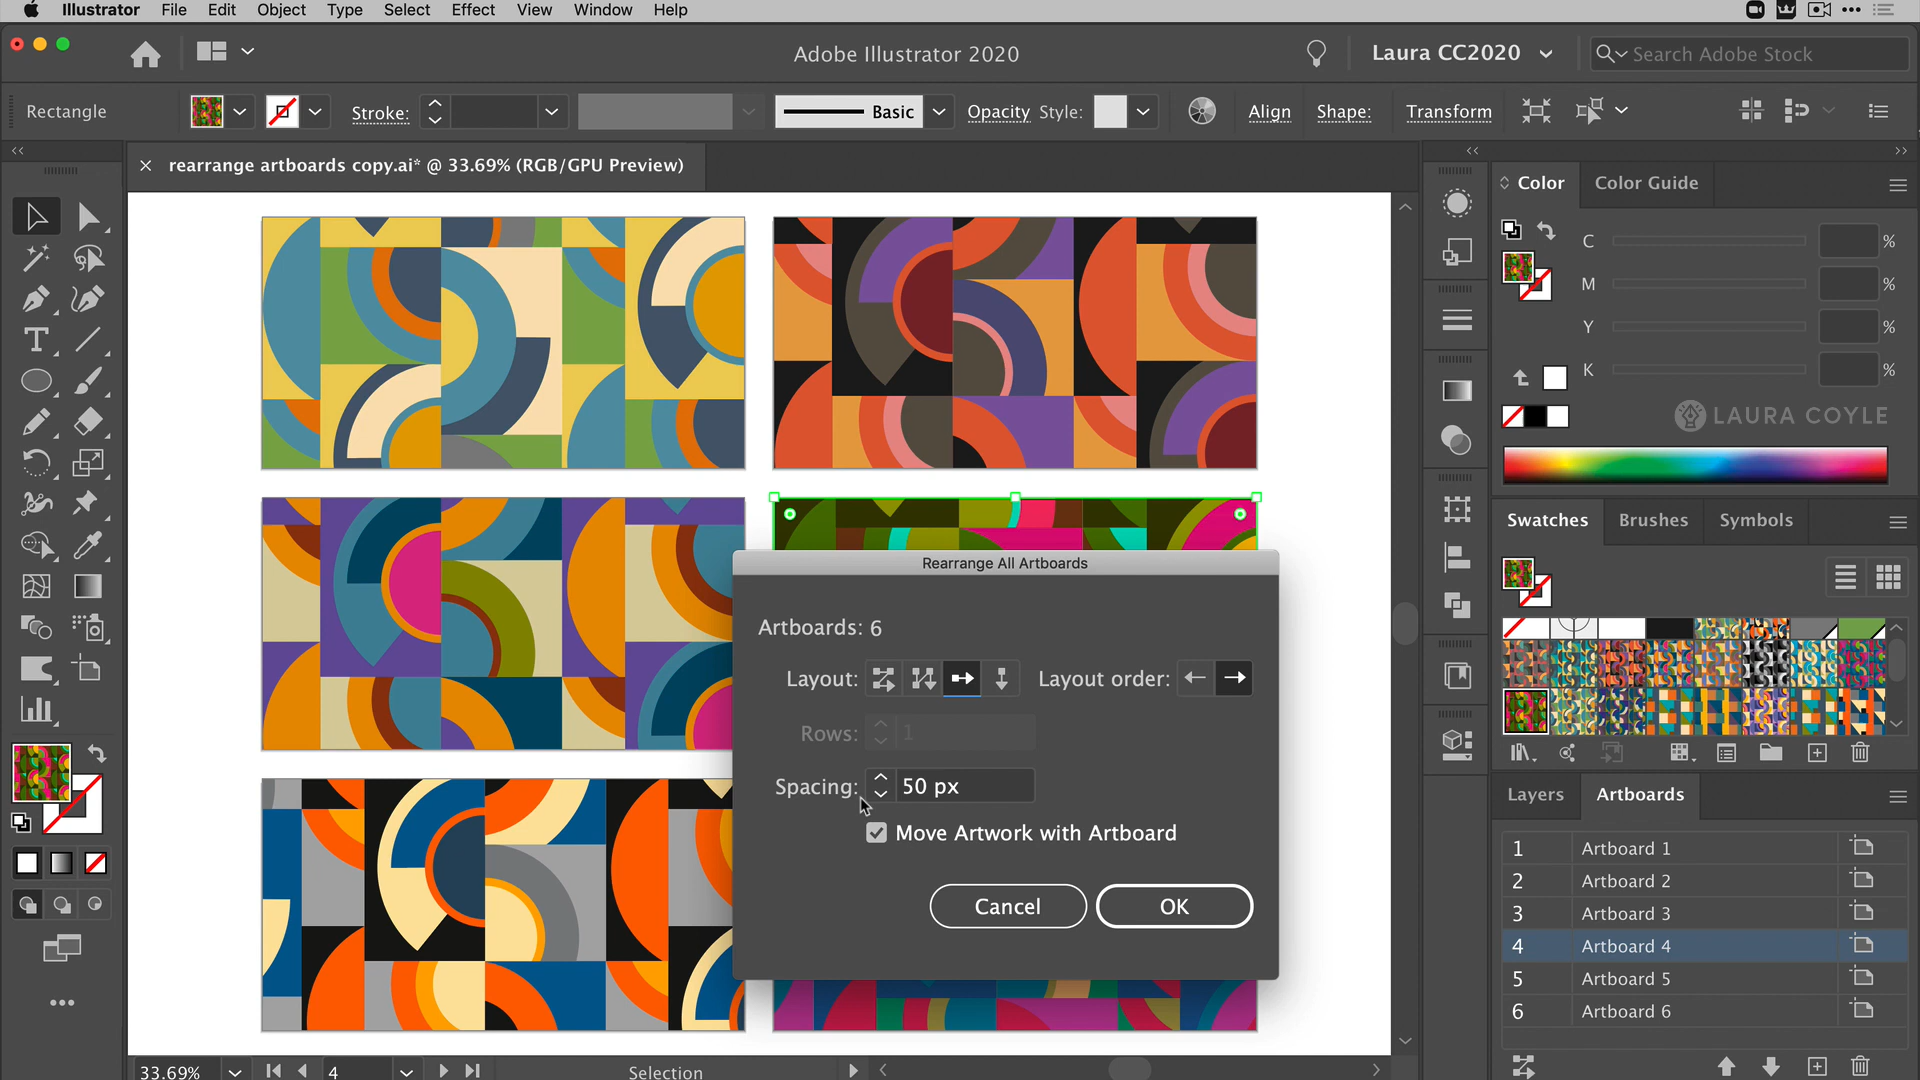 Illustrator File Edit Object Type Select Effect View Window Help
Adobe Illustrator 2020
Laura CC2020
Search Adobe Stock
Rectangle
Stroke:
Basic
Opacity Style:
Align
Shape:
Transform
rearrange artboards copy.ai* @ 33.69% (RGB/GPU Preview)
Color Color Guide
C %
M %
Y %
K %
LAURA COYLE
Swatches Brushes Symbols
Rearrange All Artboards
Artboards: 6
Layout:
Layout order:
Rows: 1
Spacing: 50 px
Move Artwork with Artboard
Cancel OK
Layers Artboards
1 Artboard 1
2 Artboard 2
3 Artboard 3
4 Artboard 4
5 Artboard 5
6 Artboard 6
33.69% 4 Selection